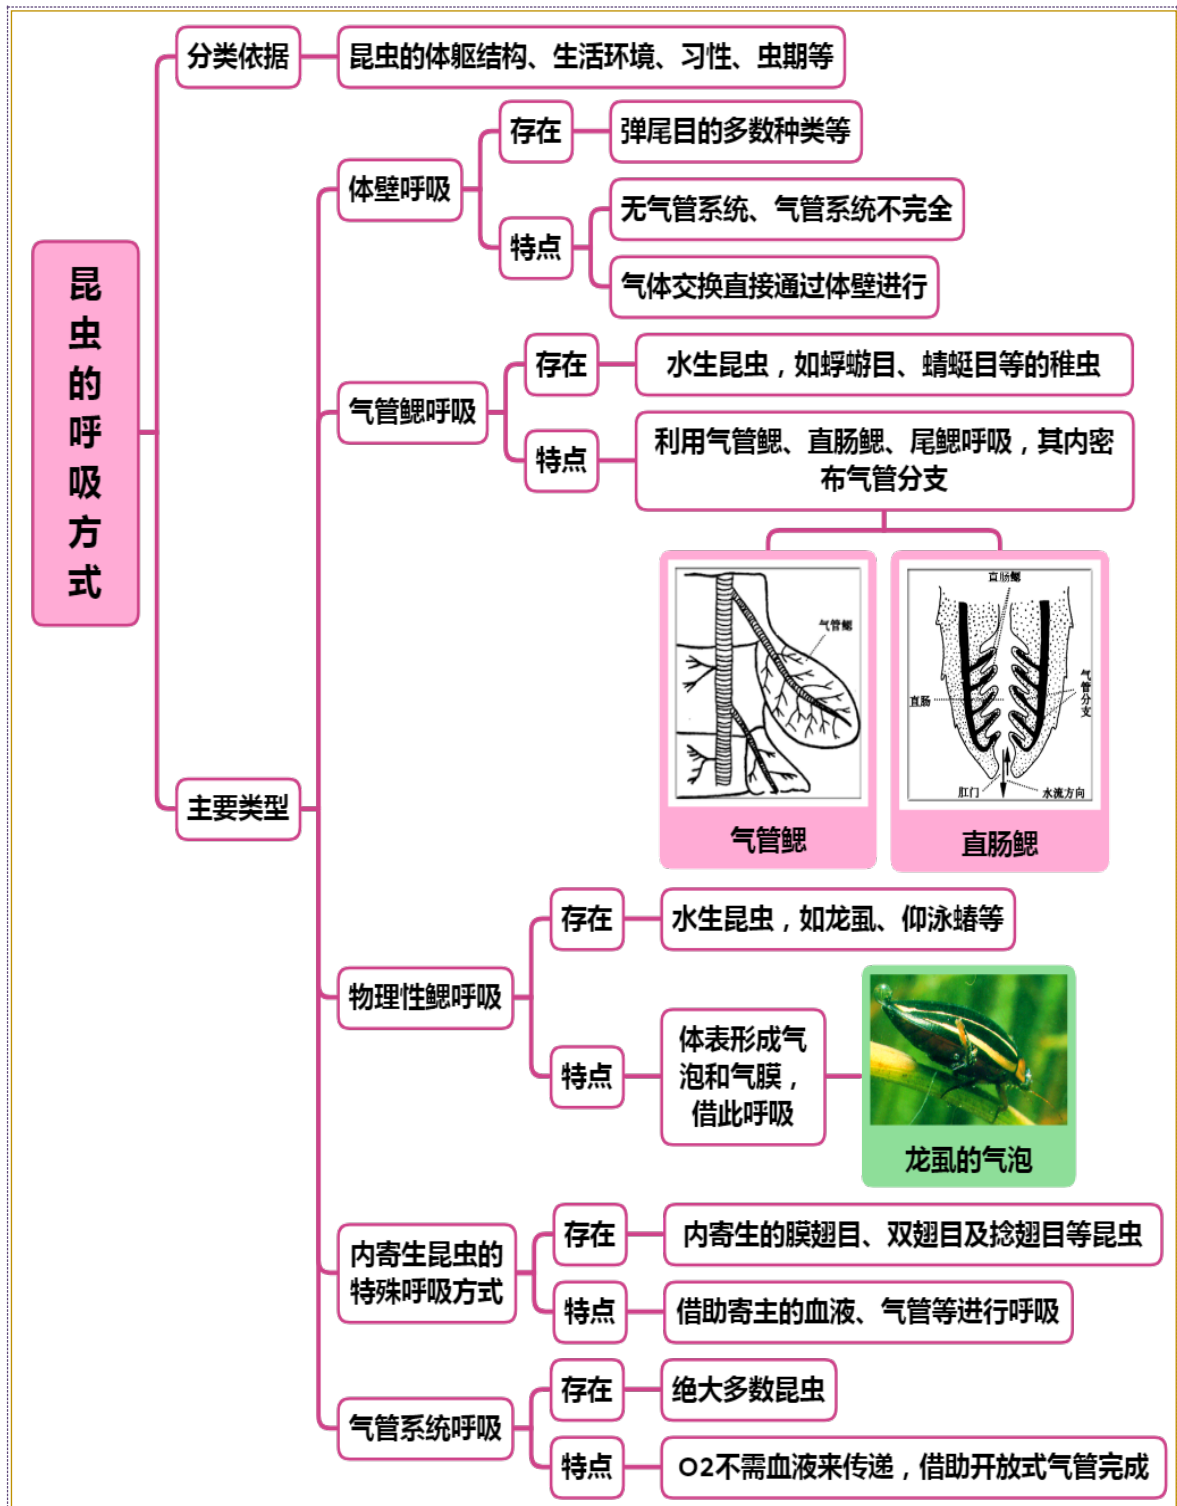 昆虫的呼吸方式
分类依据
昆虫的体躯结构、生活环境、习性、虫期等
主要类型
体壁呼吸
存在
弹尾目的多数种类等
特点
无气管系统、气管系统不完全
气体交换直接通过体壁进行
气管鳃呼吸
存在
水生昆虫，如蜉蝣目、蜻蜓目等的稚虫
特点
利用气管鳃、直肠鳃、尾鳃呼吸，其内密
布气管分支
气管鳃
气管鳃
直肠鳃
直肠
气管分支
肛门
水流方向
直肠鳃
物理性鳃呼吸
存在
水生昆虫，如龙虱、仰泳蝽等
特点
体表形成气
泡和气膜，
借此呼吸
龙虱的气泡
内寄生昆虫的
特殊呼吸方式
存在
内寄生的膜翅目、双翅目及捻翅目等昆虫
特点
借助寄主的血液、气管等进行呼吸
气管系统呼吸
存在
绝大多数昆虫
特点
O2不需血液来传递，借助开放式气管完成